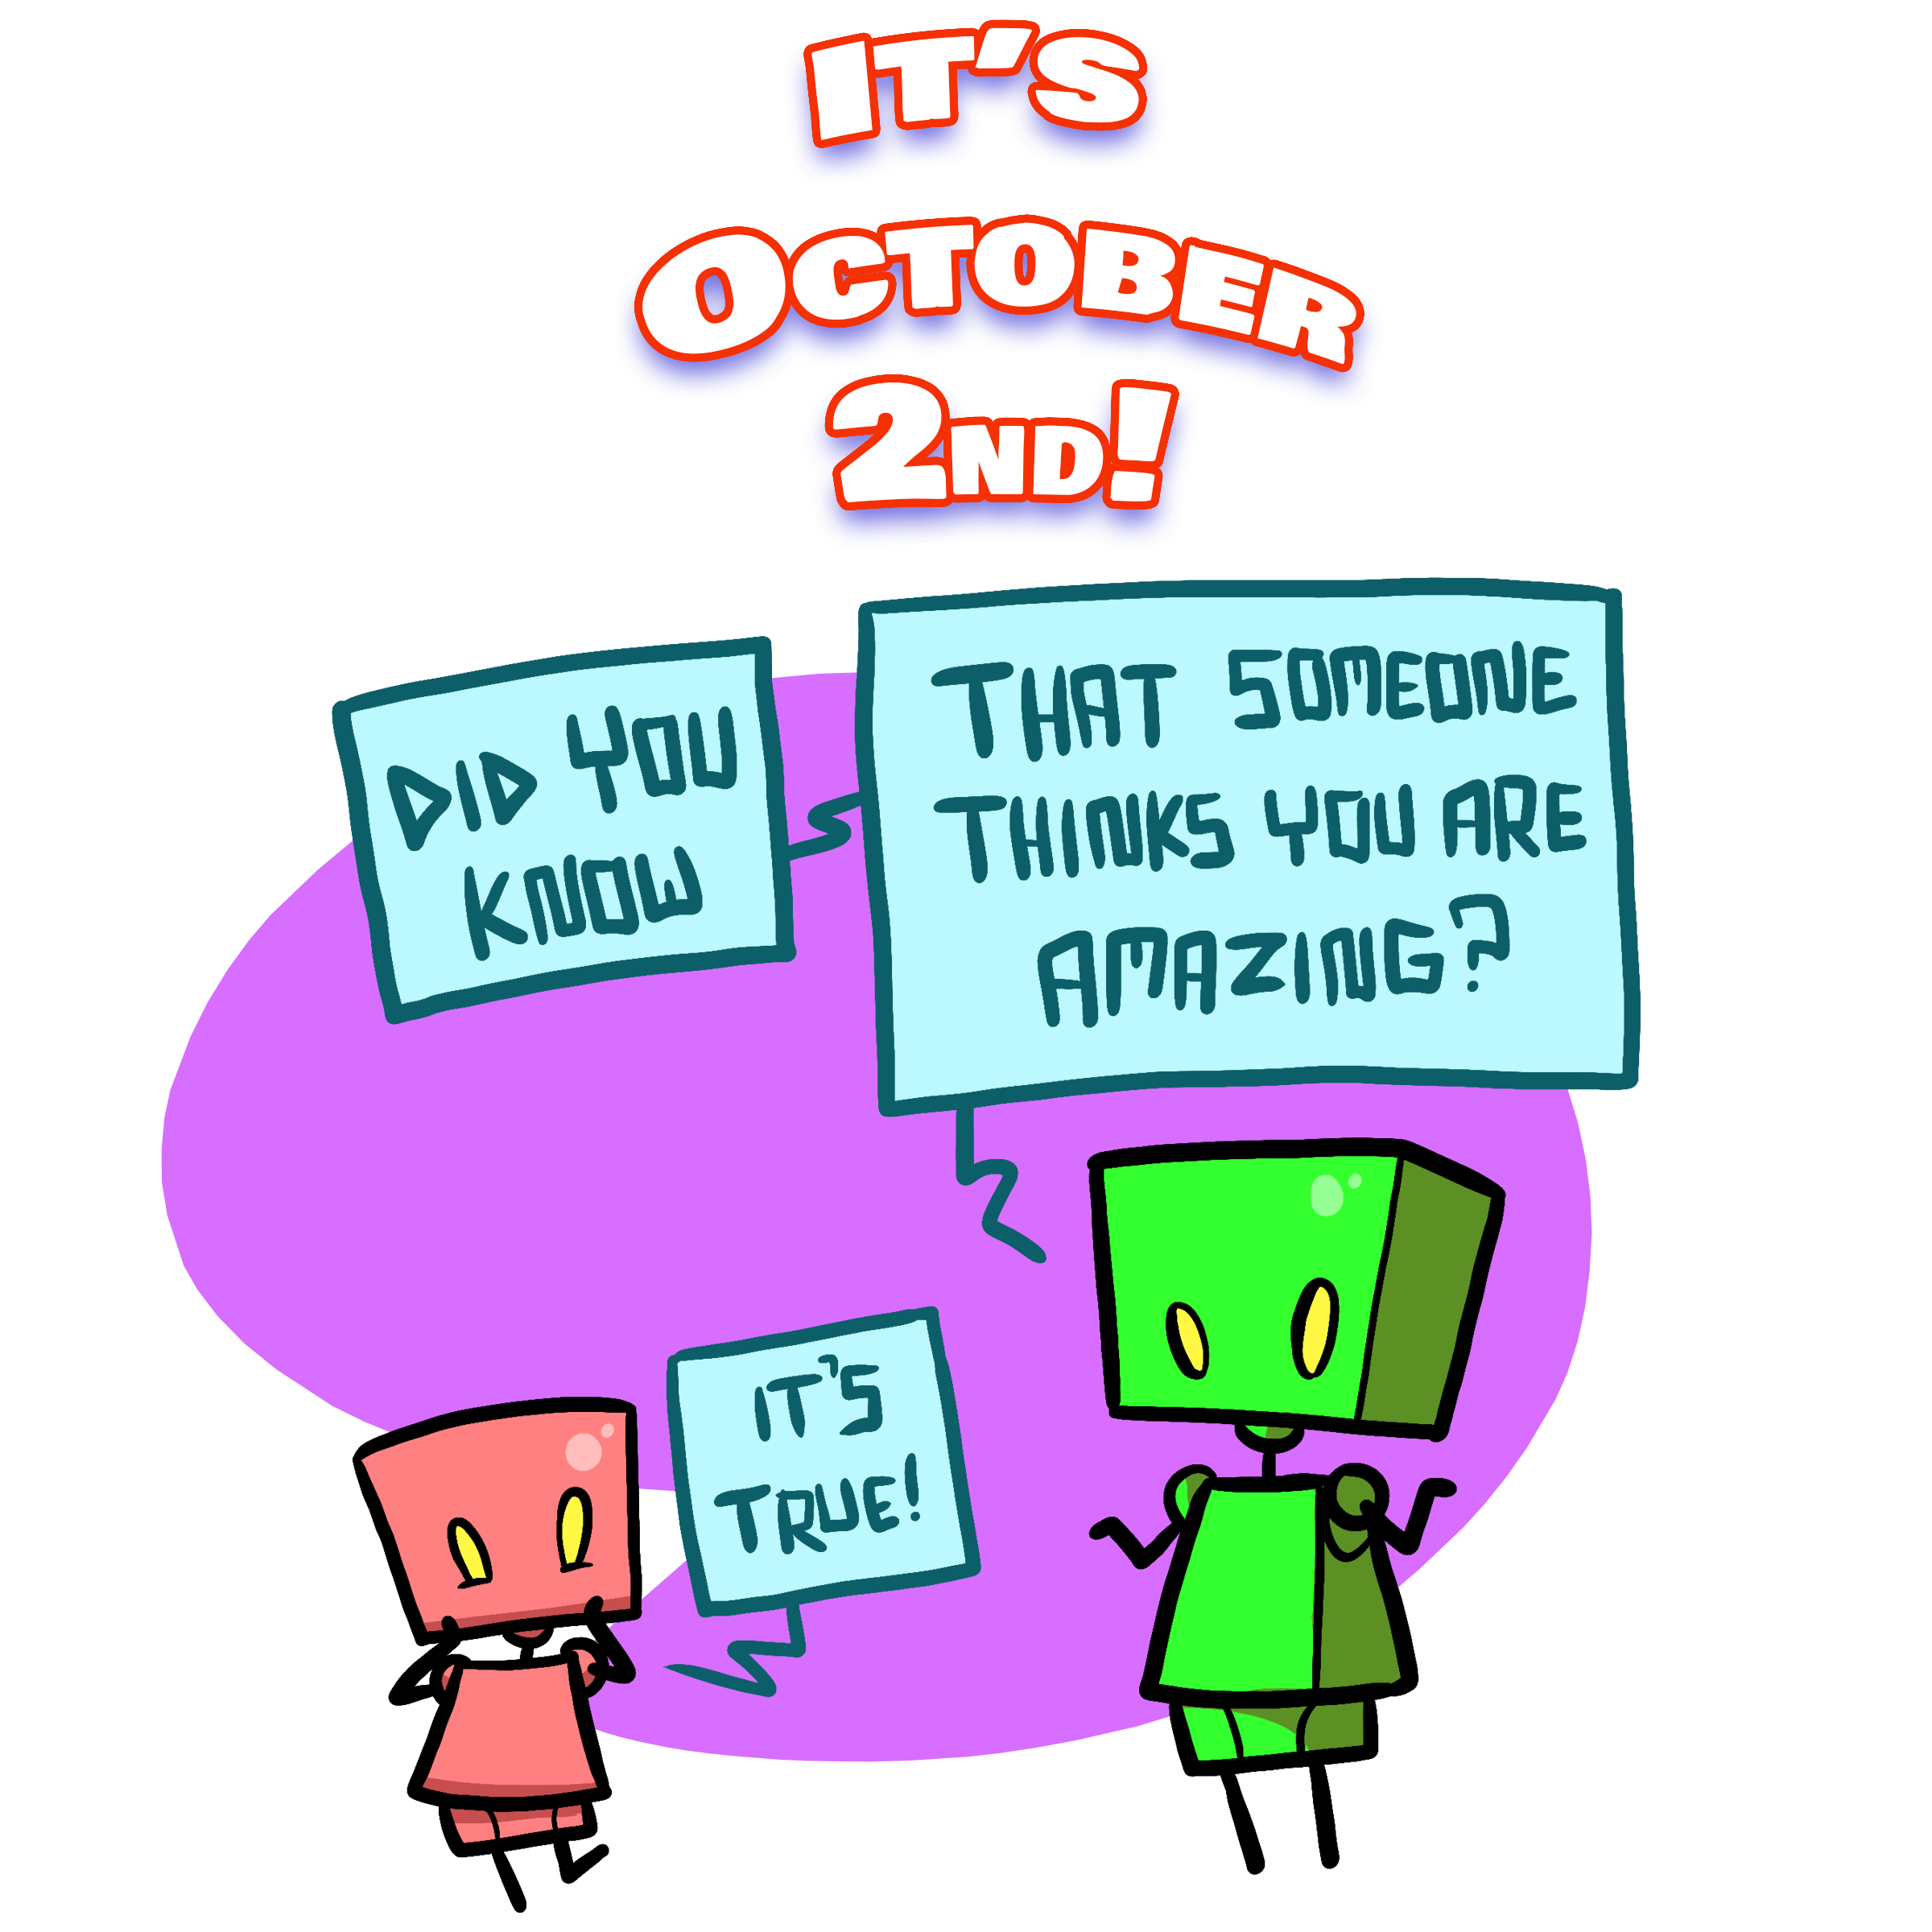 IT'S
OCTOBER
2ND!
DID YOU
KNOW
THAT SOMEONE
THINKS YOU ARE
AMAZING?
IT'S
TRUE!